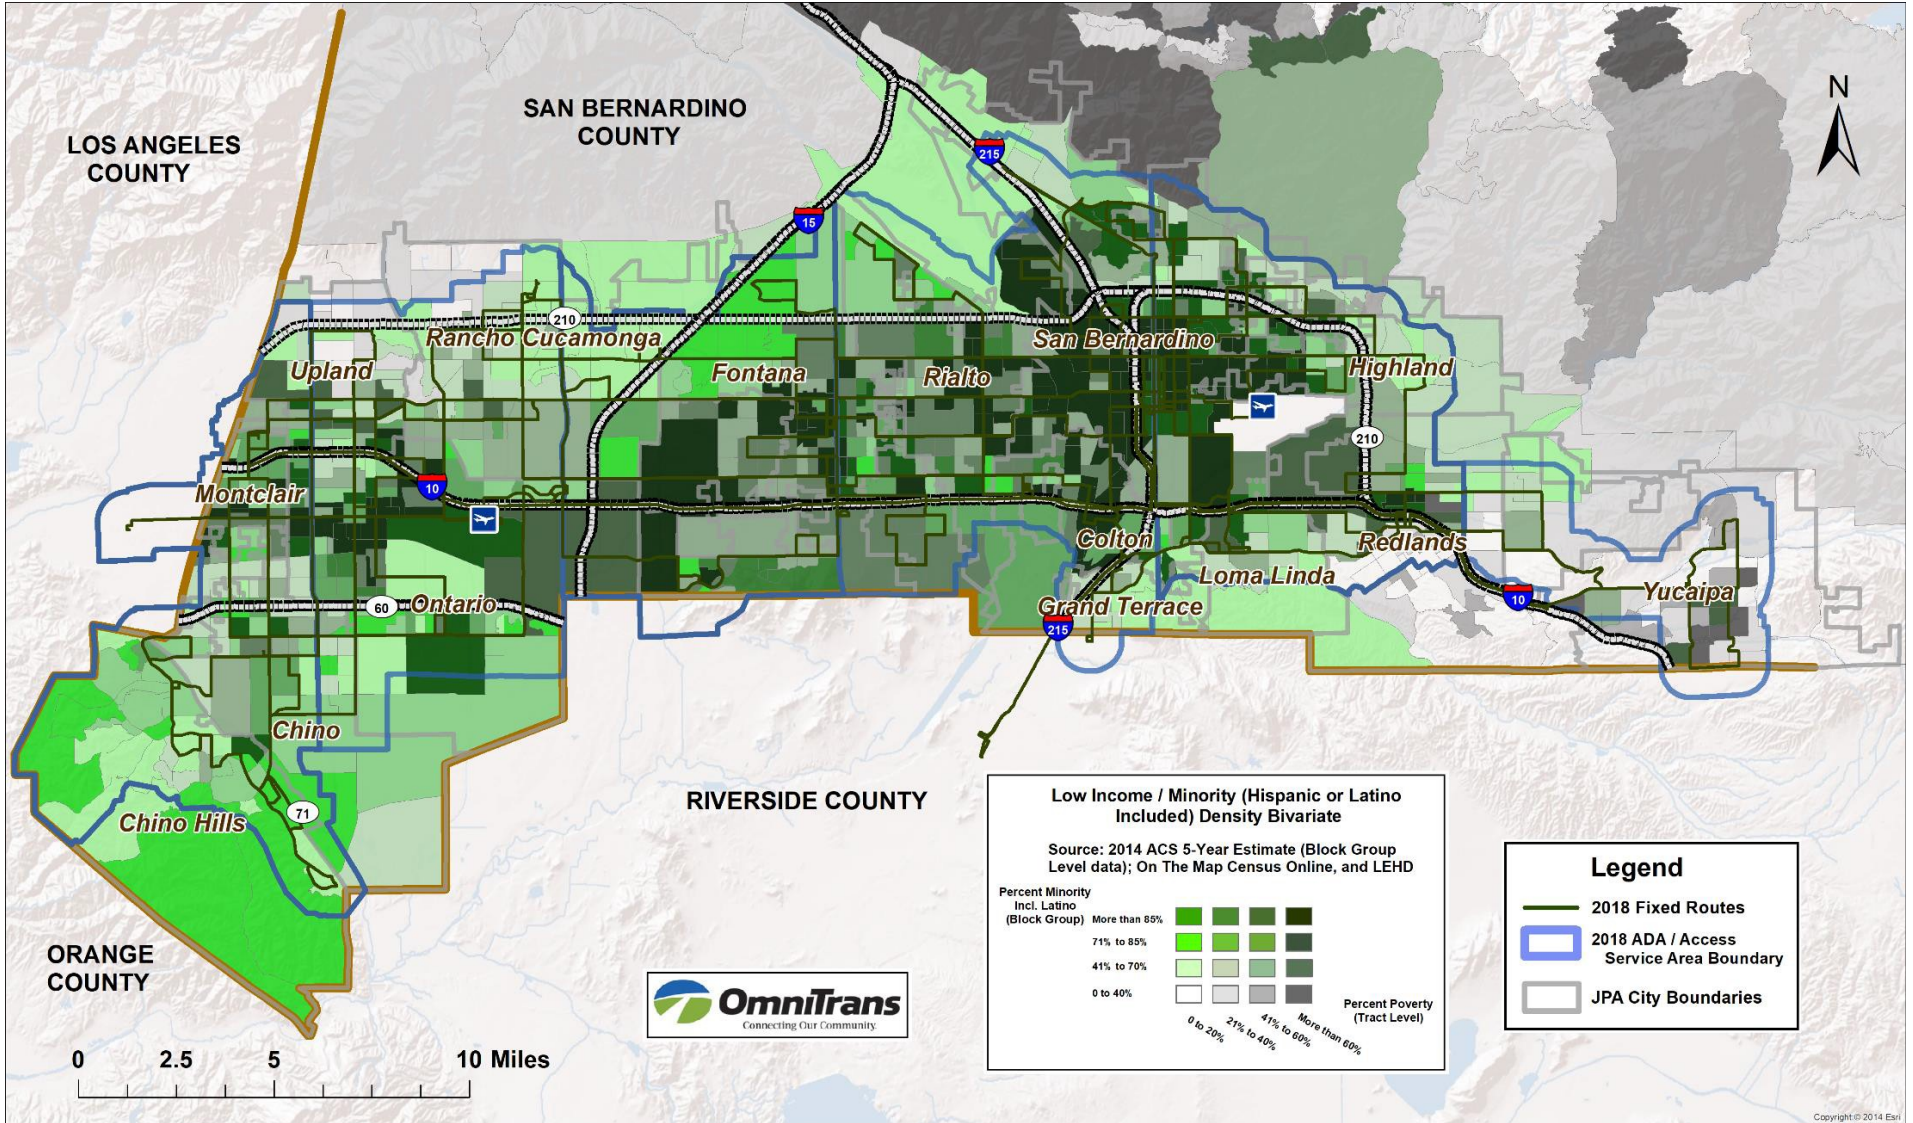 SAN BERNARDINO
COUNTY
N
LOS ANGELES
COUNTY
215
15
210
Rancho Cucamonga
San Bernardino
Upland
Fontana
Rialto
Highland
210
Montclair
10
Colton
Redlands
Loma Linda
Yucaipa
60
Ontario
Grand Terrace
10
215
Chino
71
Chino Hills
RIVERSIDE COUNTY
ORANGE
COUNTY
OmniTrans
Connecting Our Community.
0 2.5 5 10 Miles
Low Income / Minority (Hispanic or Latino
Included) Density Bivariate
Source: 2014 ACS 5-Year Estimate (Block Group
Level data); On The Map Census Online, and LEHD
Percent Minority
Incl. Latino
(Block Group)
More than 85%
71% to 85%
41% to 70%
0 to 40%
Percent Poverty
(Tract Level)
0 to 20%
21% to 40%
41% to 60%
More than 60%
Legend
2018 Fixed Routes
2018 ADA / Access
Service Area Boundary
JPA City Boundaries
Copyright © 2014 Esri